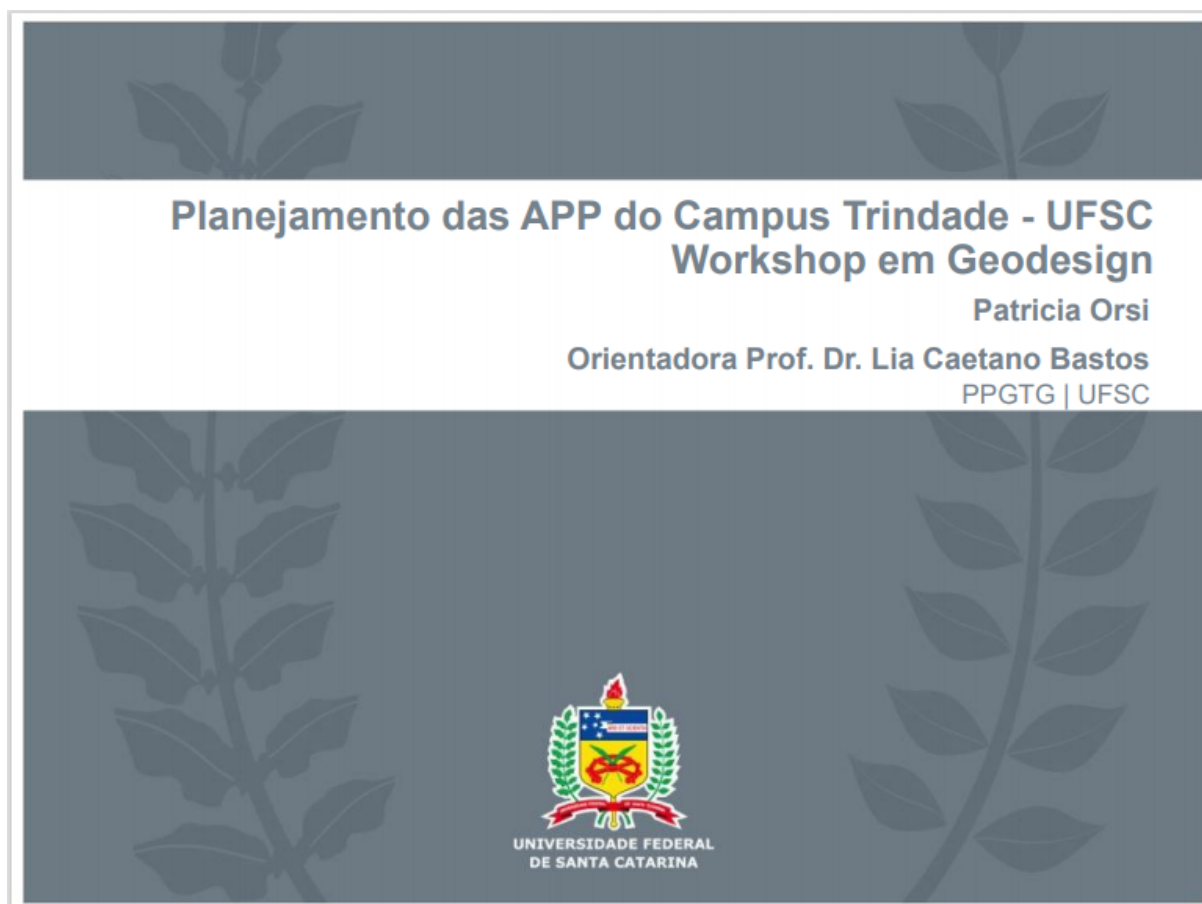 Planejamento das APP do Campus Trindade - UFSC
Workshop em Geodesign
Patricia Orsi
Orientadora Prof. Dr. Lia Caetano Bastos
PPGTG | UFSC
UNIVERSIDADE FEDERAL
DE SANTA CATARINA